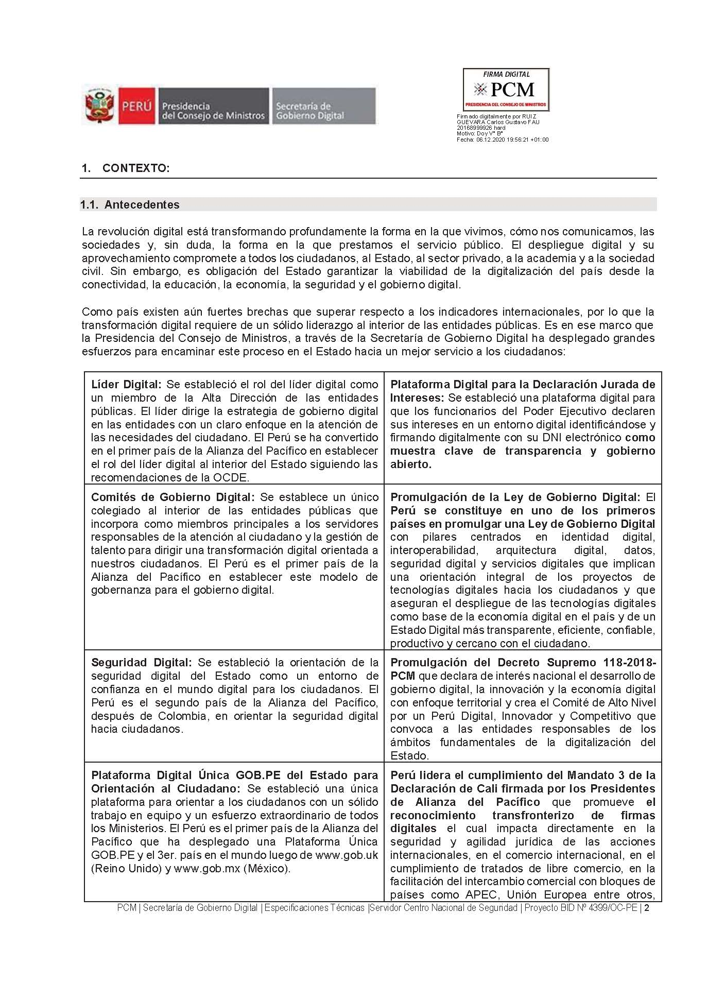 PERÚ
Presidencia
del Consejo de Ministros
Secretaría de
Gobierno Digital
FIRMA DIGITAL
PCM
PRESIDENCIA DEL CONSEJO DE MINISTROS
Firmado digitalmente por RUIZ
GUEVARA Carlos Gustavo FAU
20168999926 hard
Motivo: Doy V° B°
Fecha: 06.12.2020 19:56:21 +01:00
1. CONTEXTO:
1.1. Antecedentes
La revolución digital está transformando profundamente la forma en la que vivimos, cómo nos comunicamos, las
sociedades y, sin duda, la forma en la que prestamos el servicio público. El despliegue digital y su
aprovechamiento compromete a todos los ciudadanos, al Estado, al sector privado, a la academia y a la sociedad
civil. Sin embargo, es obligación del Estado garantizar la viabilidad de la digitalización del país desde la
conectividad, la educación, la economía, la seguridad y el gobierno digital.
Como país existen aún fuertes brechas que superar respecto a los indicadores internacionales, por lo que la
transformación digital requiere de un sólido liderazgo al interior de las entidades públicas. Es en ese marco que
la Presidencia del Consejo de Ministros, a través de la Secretaría de Gobierno Digital ha desplegado grandes
esfuerzos para encaminar este proceso en el Estado hacia un mejor servicio a los ciudadanos:
Líder Digital: Se estableció el rol del líder digital como
un miembro de la Alta Dirección de las entidades
públicas. El líder dirige la estrategia de gobierno digital
en las entidades con un claro enfoque en la atención de
las necesidades del ciudadano. El Perú se ha convertido
en el primer país de la Alianza del Pacífico en establecer
el rol del líder digital al interior del Estado siguiendo las
recomendaciones de la OCDE.
Plataforma Digital para la Declaración Jurada de
Intereses: Se estableció una plataforma digital para
que los funcionarios del Poder Ejecutivo declaren
sus intereses en un entorno digital identificándose y
firmando digitalmente con su DNI electrónico como
muestra clave de transparencia y gobierno
abierto.
Comités de Gobierno Digital: Se establece un único
colegiado al interior de las entidades públicas que
incorpora como miembros principales a los servidores
responsables de la atención al ciudadano y la gestión de
talento para dirigir una transformación digital orientada a
nuestros ciudadanos. El Perú es el primer país de la
Alianza del Pacífico en establecer este modelo de
gobernanza para el gobierno digital.
Promulgación de la Ley de Gobierno Digital: El
Perú se constituye en uno de los primeros
países en promulgar una Ley de Gobierno Digital
con pilares centrados en identidad digital,
interoperabilidad, arquitectura digital, datos,
seguridad digital y servicios digitales que implican
una orientación integral de los proyectos de
tecnologías digitales hacia los ciudadanos y que
aseguran el despliegue de las tecnologías digitales
como base de la economía digital en el país y de un
Estado Digital más transparente, eficiente, confiable,
productivo y cercano con el ciudadano.
Seguridad Digital: Se estableció la orientación de la
seguridad digital del Estado como un entorno de
confianza en el mundo digital para los ciudadanos. El
Perú es el segundo país de la Alianza del Pacífico,
después de Colombia, en orientar la seguridad digital
hacia ciudadanos.
Promulgación del Decreto Supremo 118-2018-
PCM que declara de interés nacional el desarrollo de
gobierno digital, la innovación y la economía digital
con enfoque territorial y crea el Comité de Alto Nivel
por un Perú Digital, Innovador y Competitivo que
convoca a las entidades responsables de los
ámbitos fundamentales de la digitalización del
Estado.
Plataforma Digital Única GOB.PE del Estado para
Orientación al Ciudadano: Se estableció una única
plataforma para orientar a los ciudadanos con un sólido
trabajo en equipo y un esfuerzo extraordinario de todos
los Ministerios. El Perú es el primer país de la Alianza del
Pacífico que ha desplegado una Plataforma Única
GOB.PE y el 3er. país en el mundo luego de www.gob.uk
(Reino Unido) y www.gob.mx (México).
Perú lidera el cumplimiento del Mandato 3 de la
Declaración de Cali firmada por los Presidentes
de Alianza del Pacífico que promueve el
reconocimiento transfronterizo de firmas
digitales el cual impacta directamente en la
seguridad y agilidad jurídica de las acciones
internacionales, en el comercio internacional, en el
cumplimiento de tratados de libre comercio, en la
facilitación del intercambio comercial con bloques de
países como APEC, Unión Europea entre otros,
PCM | Secretaría de Gobierno Digital | Especificaciones Técnicas |Servidor Centro Nacional de Seguridad | Proyecto BID Nº 4399/OC-PE | 2